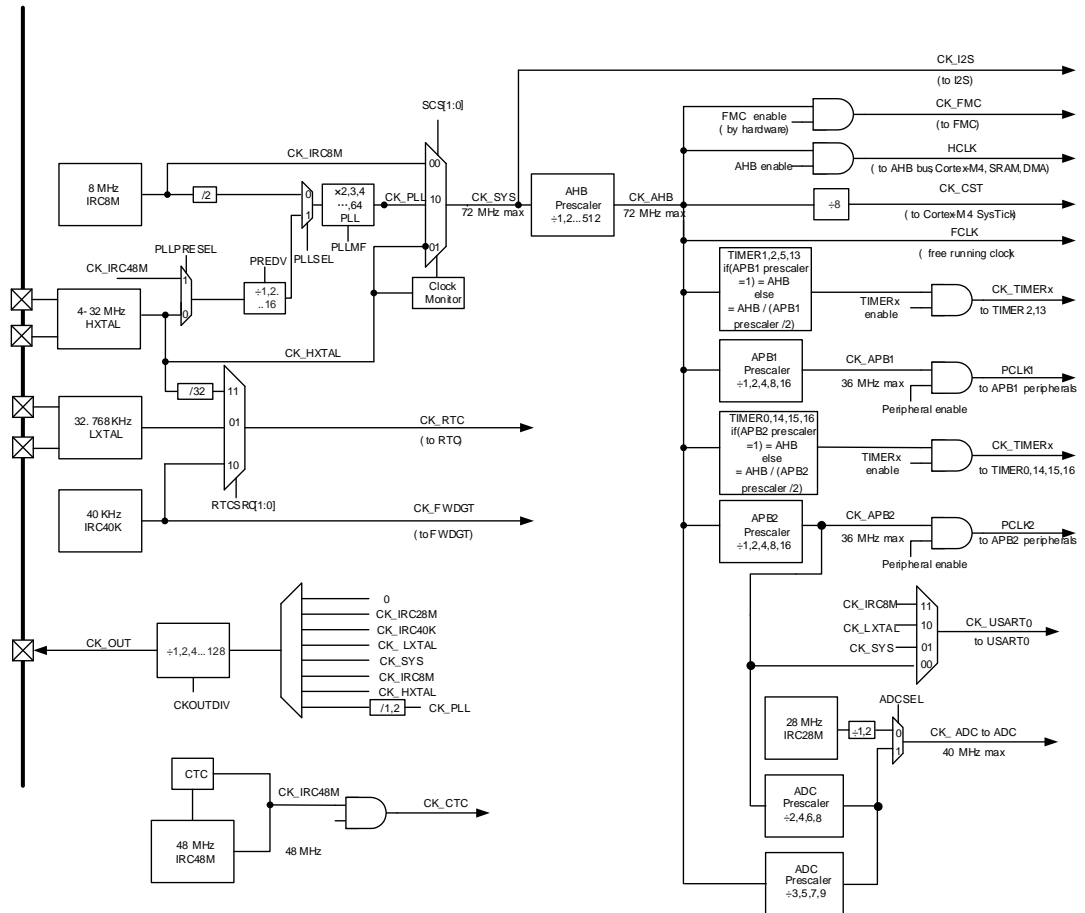 CK_I2S
(to I2S)
SCS[1:0]
FMC enable
( by hardware)
CK_FMC
(to FMC)
CK_IRC8M
00
AHB enable
HCLK
( to AHB bus,Cortex-M4, SRAM,DMA)
8 MHz
IRC8M
/2
0
1
×2,3,4
…,64
PLL
CK_PLL
10
CK_SYS
72 MHz max
AHB
Prescaler
÷1,2...512
CK_AHB
72 MHz max
÷8
CK_CST
( to Cortex-M4 SysTick)
PLLSEL
PLLMF
01
FCLK
( free running clock)
PLLPRESEL
CK_IRC48M
1
0
PREDV
÷1,2.
..16
Clock
Monitor
4- 32 MHz
HXTAL
TIMER1,2,5,13
if(APB1 prescaler
=1) = AHB
else
= AHB / (APB1
prescaler /2)
TIMERx
enable
CK_TIMERx
to TIMER 2,13
CK_HXTAL
/32
11
APB1
Prescaler
÷1,2,4,8,16
CK_APB1
36 MHz max
Peripheral enable
PCLK1
to APB1 peripherals
32. 768 KHz
LXTAL
01
CK_RTC
( to RTC)
10
RTCSRC[1:0]
TIMER0,14,15,16
if(APB2 prescaler
=1) = AHB
else
= AHB / (APB2
prescaler /2)
TIMERx
enable
CK_TIMERx
to TIMER0,14,15,16
40 KHz
IRC40K
CK_FWDGT
( to FWDGT)
APB2
Prescaler
÷1,2,4,8,16
CK_APB2
36 MHz max
Peripheral enable
PCLK2
to APB2 peripherals
CK_OUT
÷1,2,4...128
CKOUTDIV
0
CK_IRC28M
CK_IRC40K
CK_ LXTAL
CK_SYS
CK_IRC8M
CK_HXTAL
/1,2
CK_PLL
CK_IRC8M
11
CK_LXTAL
10
CK_SYS
01
00
CK_USART0
to USART0
ADCSEL
28 MHz
IRC28M
÷1,2
0
1
CK_ ADC to ADC
40 MHz max
ADC
Prescaler
÷2,4,6,8
ADC
Prescaler
÷3,5,7,9
CTC
CK_IRC48M
CK_CTC
48 MHz
IRC48M
48 MHz